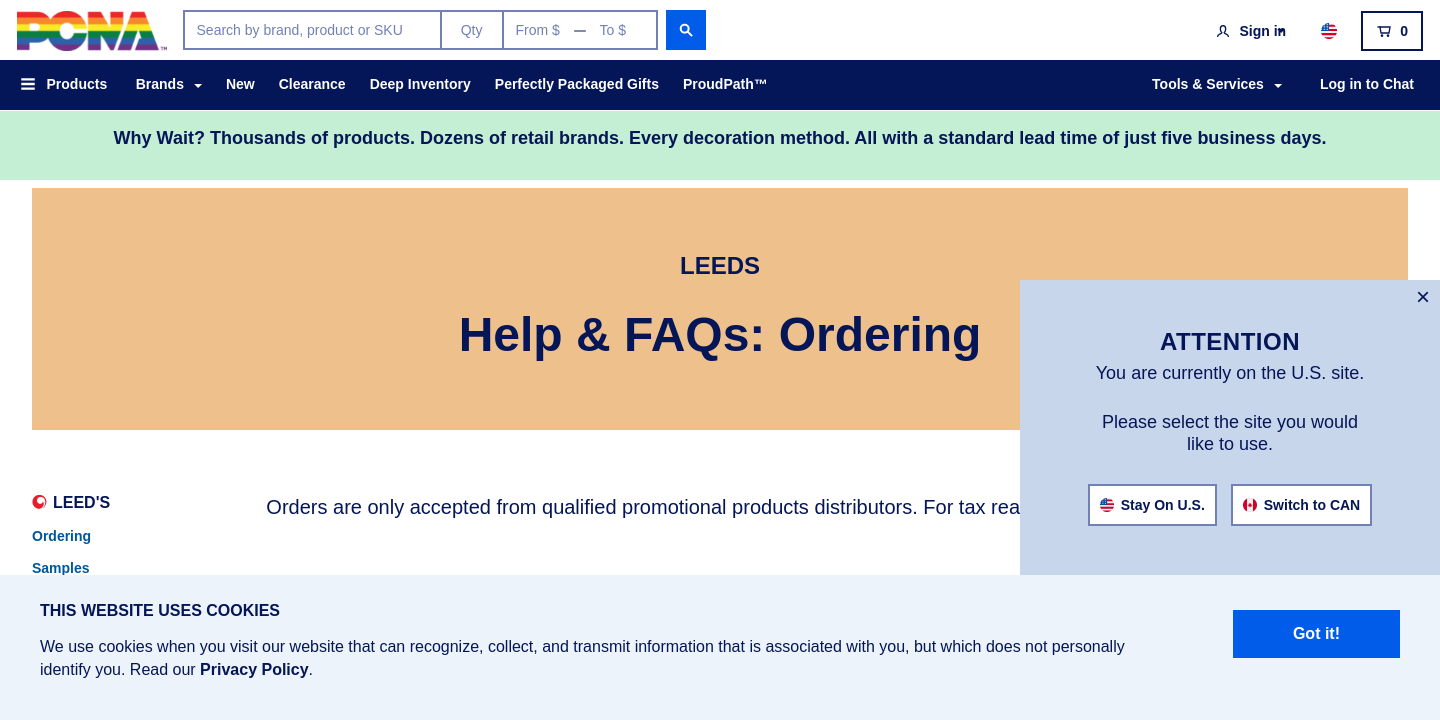 PCNA™
Search by brand, product or SKU
Qty
From $
To $
Sign in
0
Products
Brands
New
Clearance
Deep Inventory
Perfectly Packaged Gifts
ProudPath™
Tools & Services
Log in to Chat
Why Wait? Thousands of products. Dozens of retail brands. Every decoration method. All with a standard lead time of just five business days.
LEEDS
Help & FAQs: Ordering
ATTENTION
You are currently on the U.S. site.
Please select the site you would
like to use.
Stay On U.S.
Switch to CAN
LEED'S
Ordering
Samples
Orders are only accepted from qualified promotional products distributors. For tax rea
THIS WEBSITE USES COOKIES
We use cookies when you visit our website that can recognize, collect, and transmit information that is associated with you, but which does not personally
identify you. Read our Privacy Policy.
Got it!